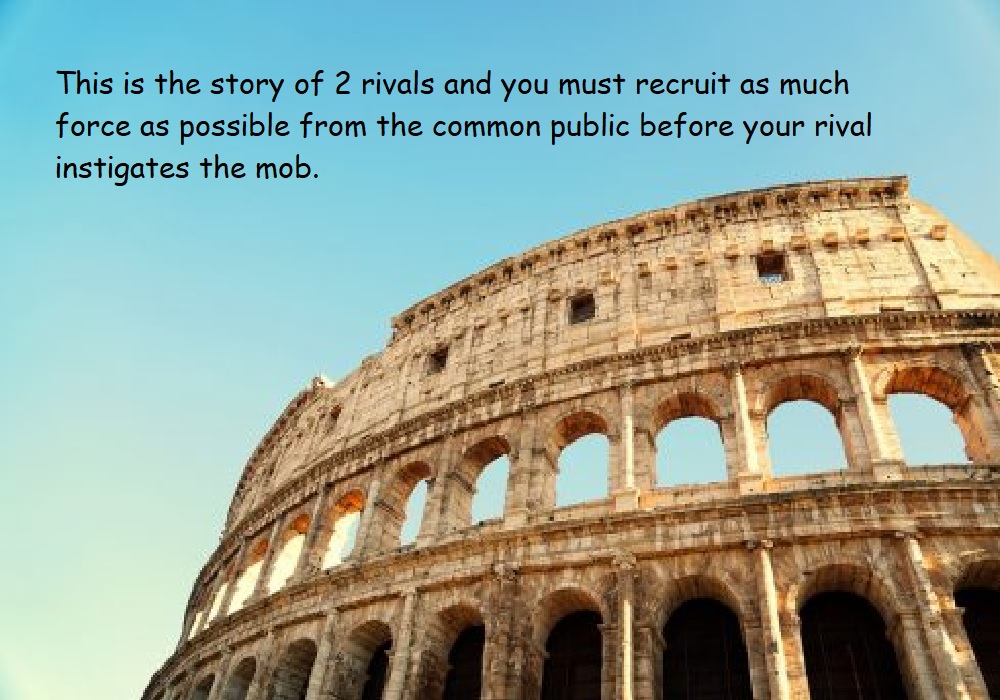 This is the story of 2 rivals and you must recruit as much
force as possible from the common public before your rival
instigates the mob.